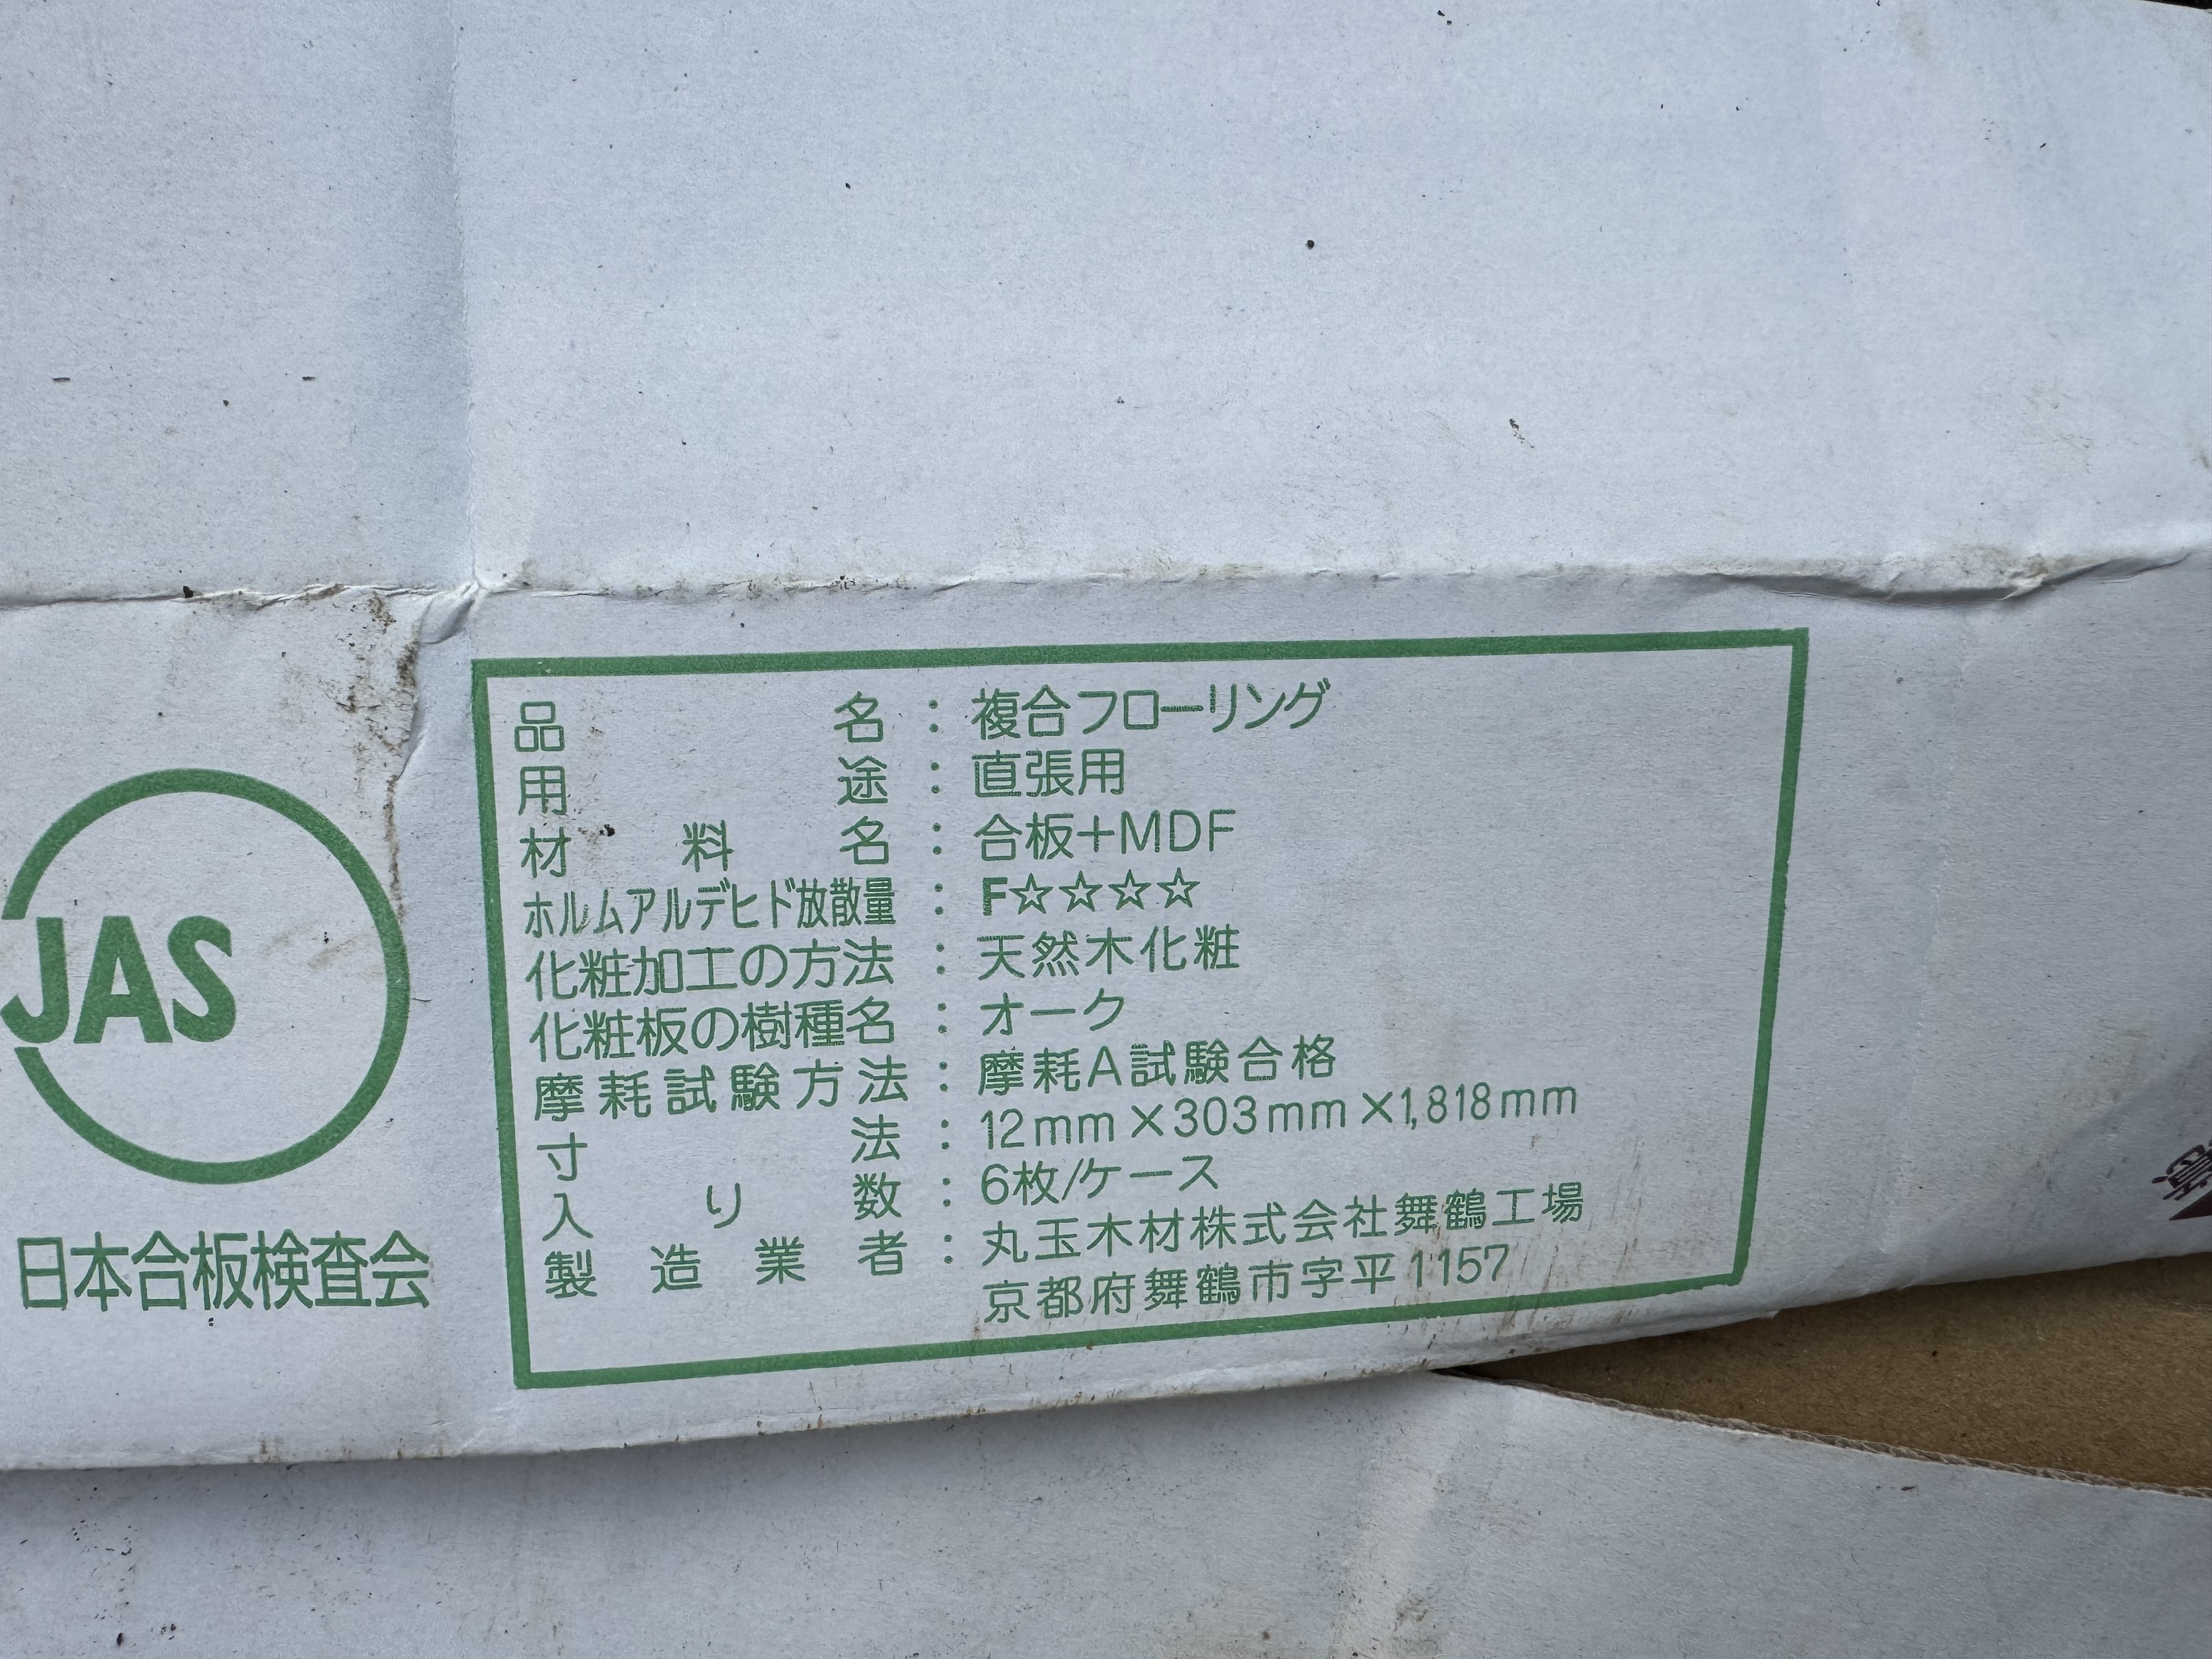 品名：複合フローリング
用途：直張用
材料名：合板+MDF
ホルムアルデヒド放散量：F☆☆☆☆
化粧加工の方法：天然木化粧
化粧板の樹種名：オーク
摩耗試験方法：摩耗A試験合格
寸法：12mm×303mm×1,818mm
入り数：6枚/ケース
製造業者：丸玉木材株式会社舞鶴工場
京都府舞鶴市字平1157
JAS
日本合板検査会